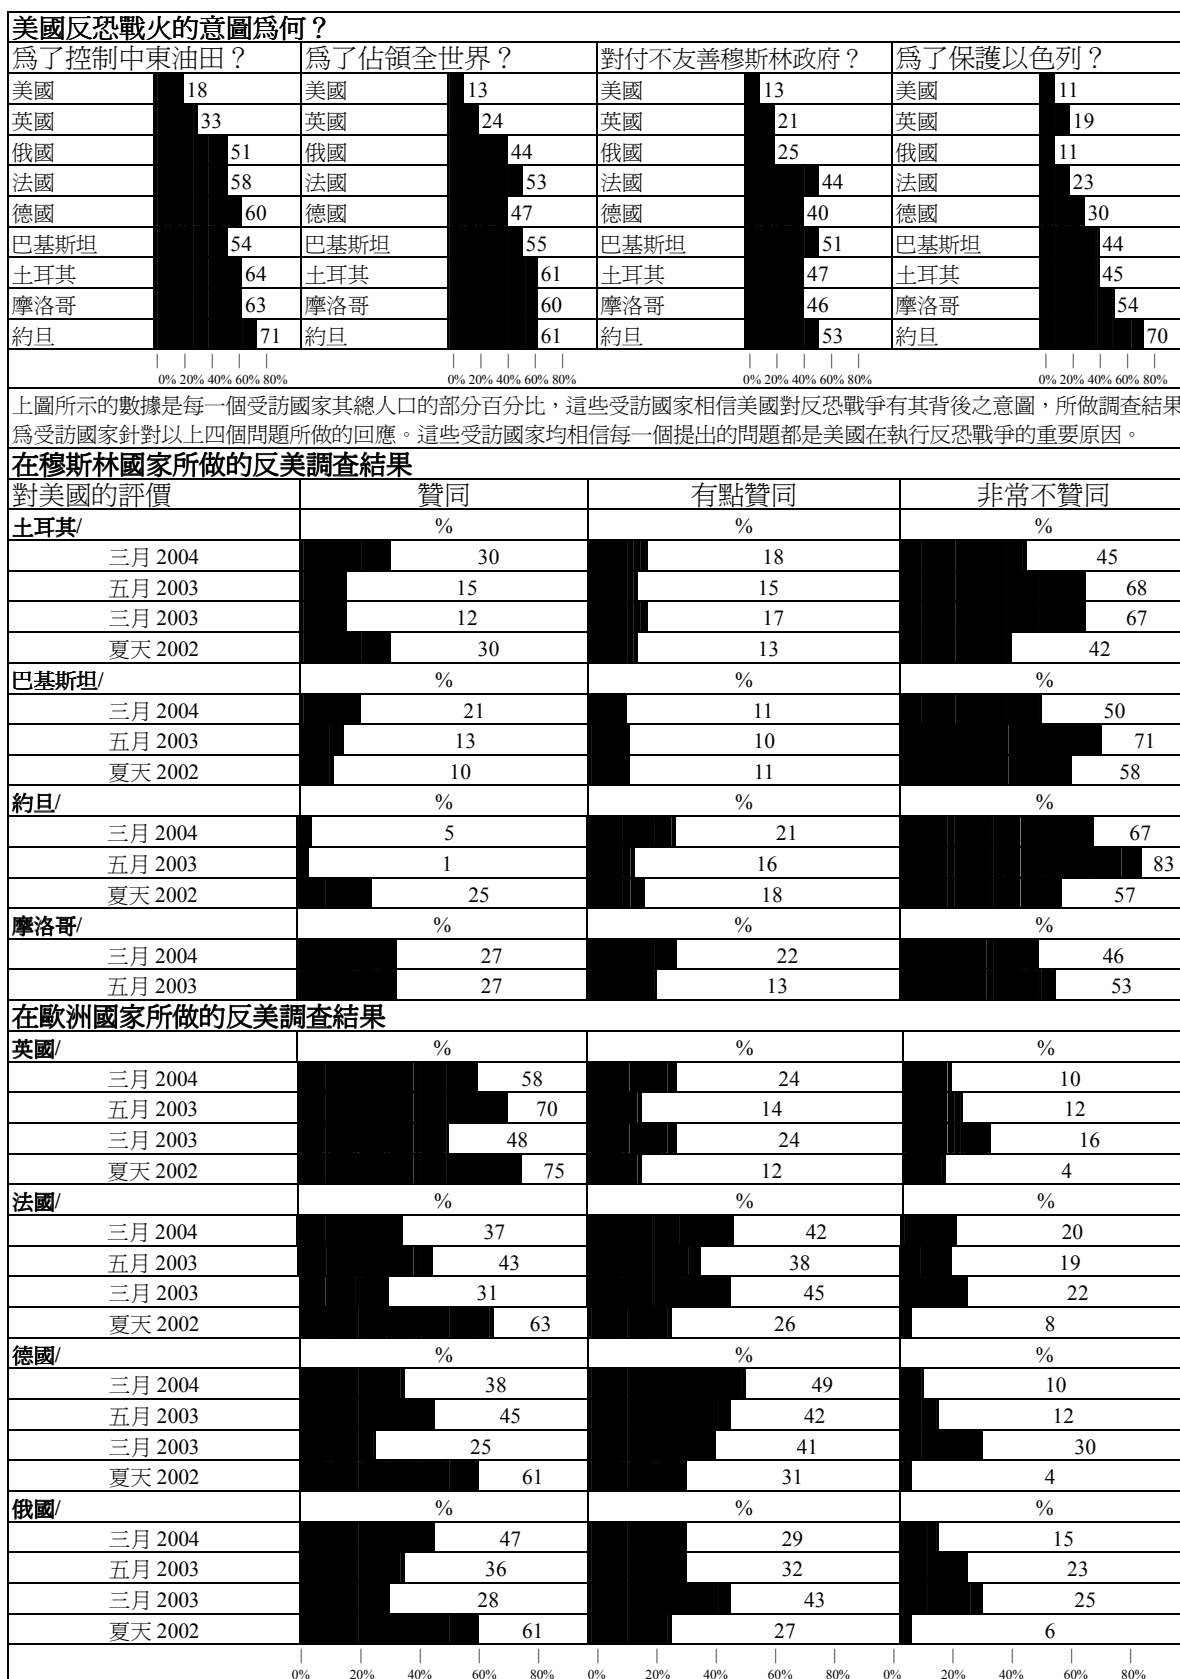 美國反恐戰火的意圖爲何？
爲了控制中東油田？ 爲了佔領全世界？ 對付不友善穆斯林政府？ 爲了保護以色列？
美國 18 美國 13 美國 13 美國 11
英國 33 英國 24 英國 21 英國 19
俄國 51 俄國 44 俄國 25 俄國 11
法國 58 法國 53 法國 44 法國 23
德國 60 德國 47 德國 40 德國 30
巴基斯坦 54 巴基斯坦 55 巴基斯坦 51 巴基斯坦 44
土耳其 64 土耳其 61 土耳其 47 土耳其 45
摩洛哥 63 摩洛哥 60 摩洛哥 46 摩洛哥 54
約旦 71 約旦 61 約旦 53 約旦 70
0% 20% 40% 60% 80% 0% 20% 40% 60% 80% 0% 20% 40% 60% 80% 0% 20% 40% 60% 80%
上圖所示的數據是每一個受訪國家其總人口的部分百分比，這些受訪國家相信美國對反恐戰爭有其背後之意圖，所做調查結果
爲受訪國家針對以上四個問題所做的回應。這些受訪國家均相信每一個提出的問題都是美國在執行反恐戰爭的重要原因。
在穆斯林國家所做的反美調查結果
對美國的評價 贊同 有點贊同 非常不贊同
土耳其/ % % %
三月 2004 30 18 45
五月 2003 15 15 68
三月 2003 12 17 67
夏天 2002 30 13 42
巴基斯坦/ % % %
三月 2004 21 11 50
五月 2003 13 10 71
夏天 2002 10 11 58
約旦/ % % %
三月 2004 5 21 67
五月 2003 1 16 83
夏天 2002 25 18 57
摩洛哥/ % % %
三月 2004 27 22 46
五月 2003 27 13 53
在歐洲國家所做的反美調查結果
英國/ % % %
三月 2004 58 24 10
五月 2003 70 14 12
三月 2003 48 24 16
夏天 2002 75 12 4
法國/ % % %
三月 2004 37 42 20
五月 2003 43 38 19
三月 2003 31 45 22
夏天 2002 63 26 8
德國/ % % %
三月 2004 38 49 10
五月 2003 45 42 12
三月 2003 25 41 30
夏天 2002 61 31 4
俄國/ % % %
三月 2004 47 29 15
五月 2003 36 32 23
三月 2003 28 43 25
夏天 2002 61 27 6
0% 20% 40% 60% 80% 0% 20% 40% 60% 80% 0% 20% 40% 60% 80%